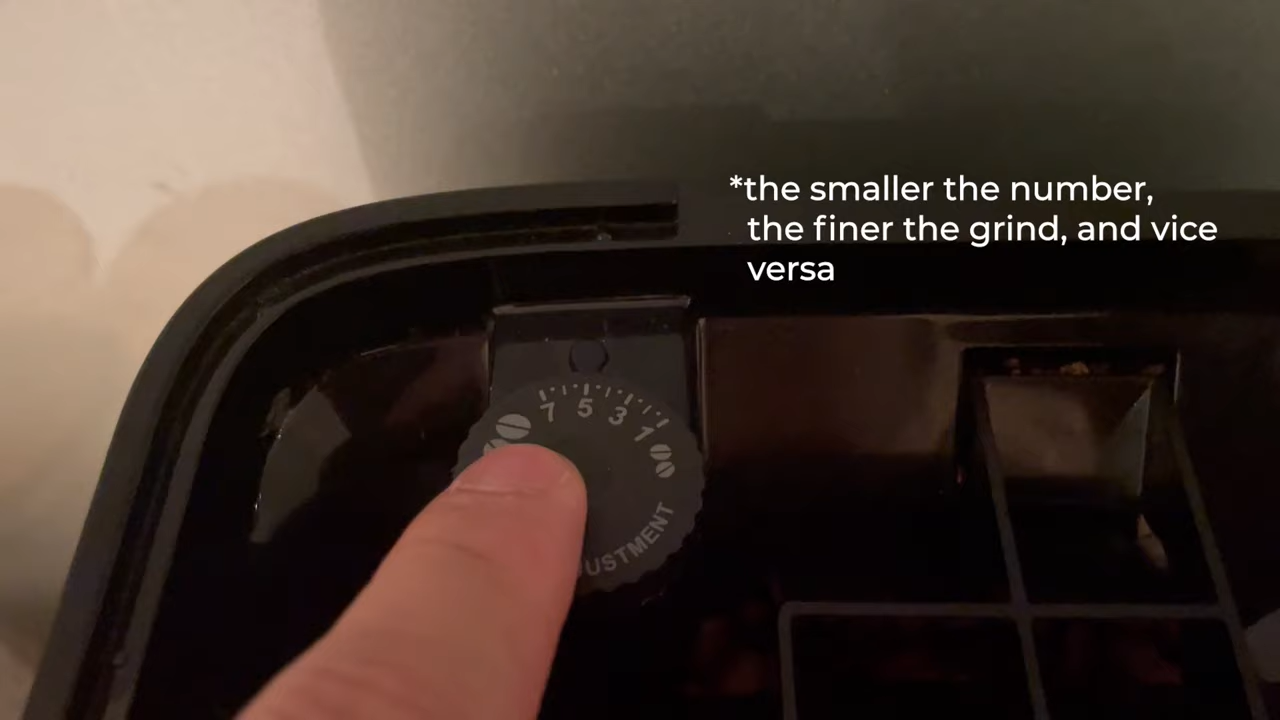 *the smaller the number,
the finer the grind, and vice
versa
7 5 3 1
USTMENT